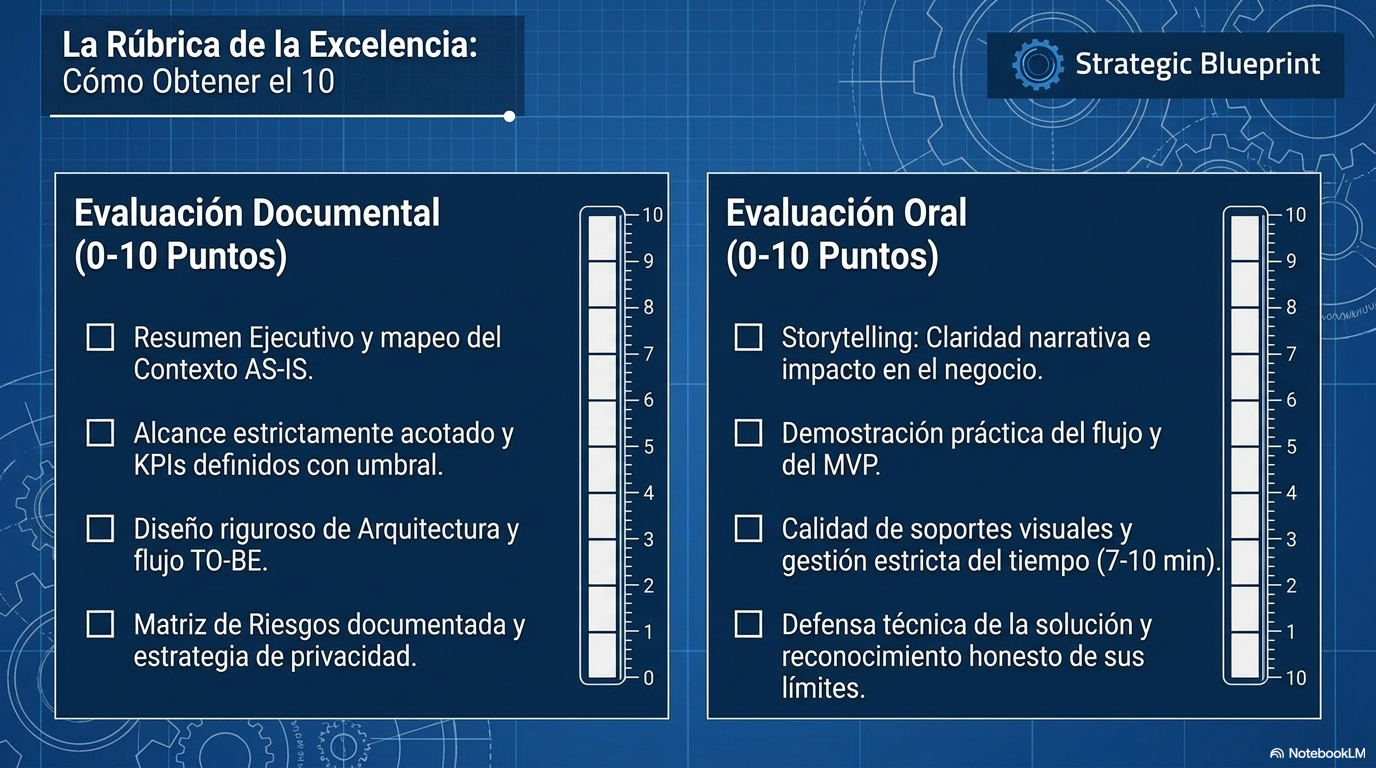 La Rúbrica de la Excelencia:
Cómo Obtener el 10
Strategic Blueprint
Evaluación Documental
(0-10 Puntos)
Resumen Ejecutivo y mapeo del
Contexto AS-IS.
Alcance estrictamente acotado y
KPIs definidos con umbral.
Diseño riguroso de Arquitectura y
flujo TO-BE.
Matriz de Riesgos documentada y
estrategia de privacidad.
10
9
8
7
6
5
4
3
2
1
0
Evaluación Oral
(0-10 Puntos)
Storytelling: Claridad narrativa e
impacto en el negocio.
Demostración práctica del flujo y
del MVP.
Calidad de soportes visuales y
gestión estricta del tiempo (7-10 min).
Defensa técnica de la solución y
reconocimiento honesto de sus
límites.
10
9
8
7
6
5
4
3
2
1
10
NotebookLM